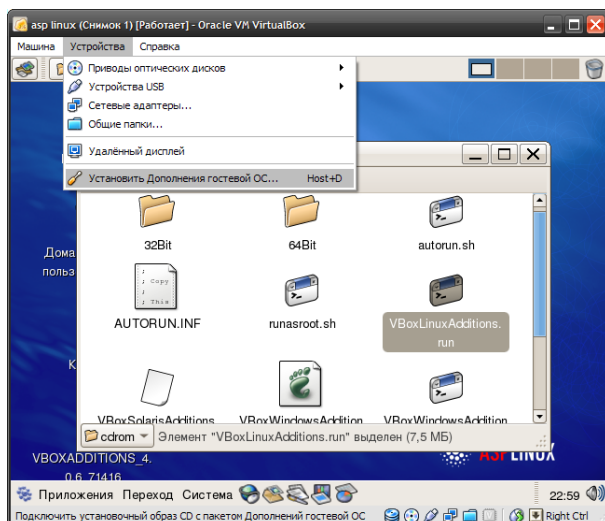 asp linux (Снимок 1) [Работает] - Oracle VM VirtualBox
Машина Устройства Справка
Приводы оптических дисков
Устройства USB
Сетевые адаптеры...
Общие папки...
Удалённый дисплей
Установить Дополнения гостевой ОС... Host+D
32Bit 64Bit autorun.sh
Дома
польз
; Copy
;
; This
AUTORUN.INF runasroot.sh VBoxLinuxAdditions.
run
К
VBoxSolarisAdditions VBoxWindowsAddition VBoxWindowsAddition
cdrom Элемент "VBoxLinuxAdditions.run" выделен (7,5 МБ)
VBOXADDITIONS_4. ASPLINUX
0.6_71416
Приложения Переход Система 22:59
Подключить установочный образ CD с пакетом Дополнений гостевой ОС Right Ctrl